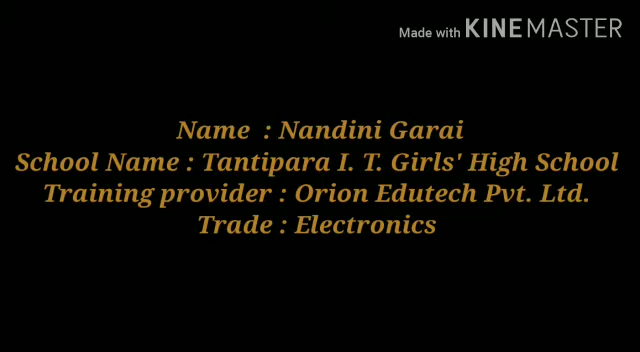 Made with KINEMASTER
Name : Nandini Garai
School Name : Tantipara I. T. Girls' High School
Training provider : Orion Edutech Pvt. Ltd.
Trade : Electronics